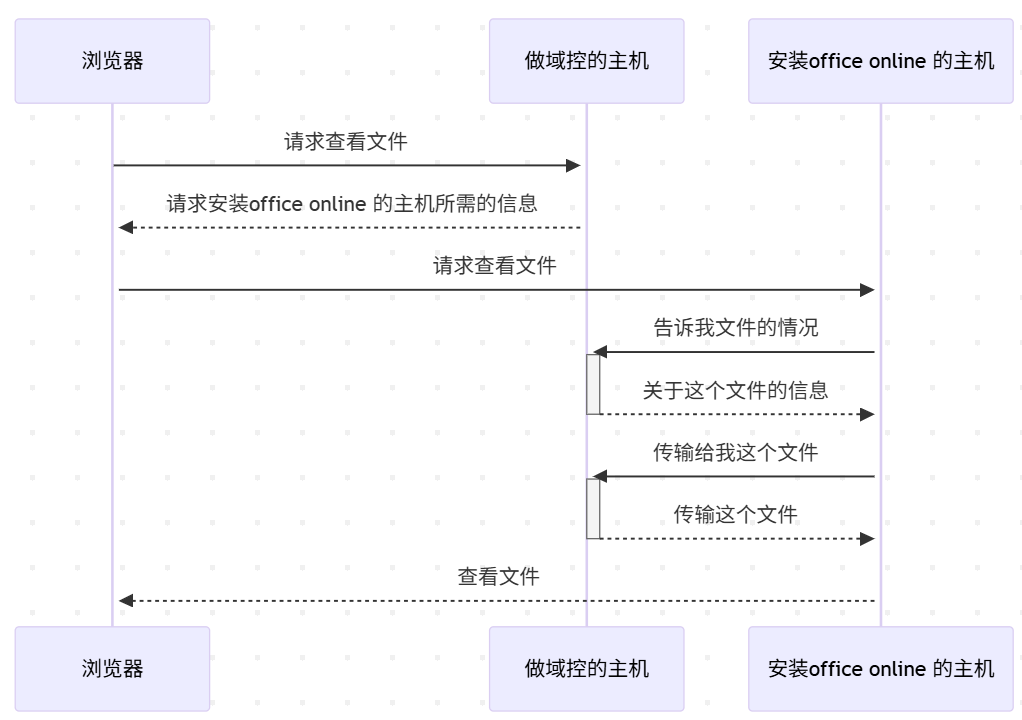 浏览器
做域控的主机
安装office online 的主机
请求查看文件
请求安装office online 的主机所需的信息
请求查看文件
告诉我文件的情况
关于这个文件的信息
传输给我这个文件
传输这个文件
查看文件
浏览器
做域控的主机
安装office online 的主机